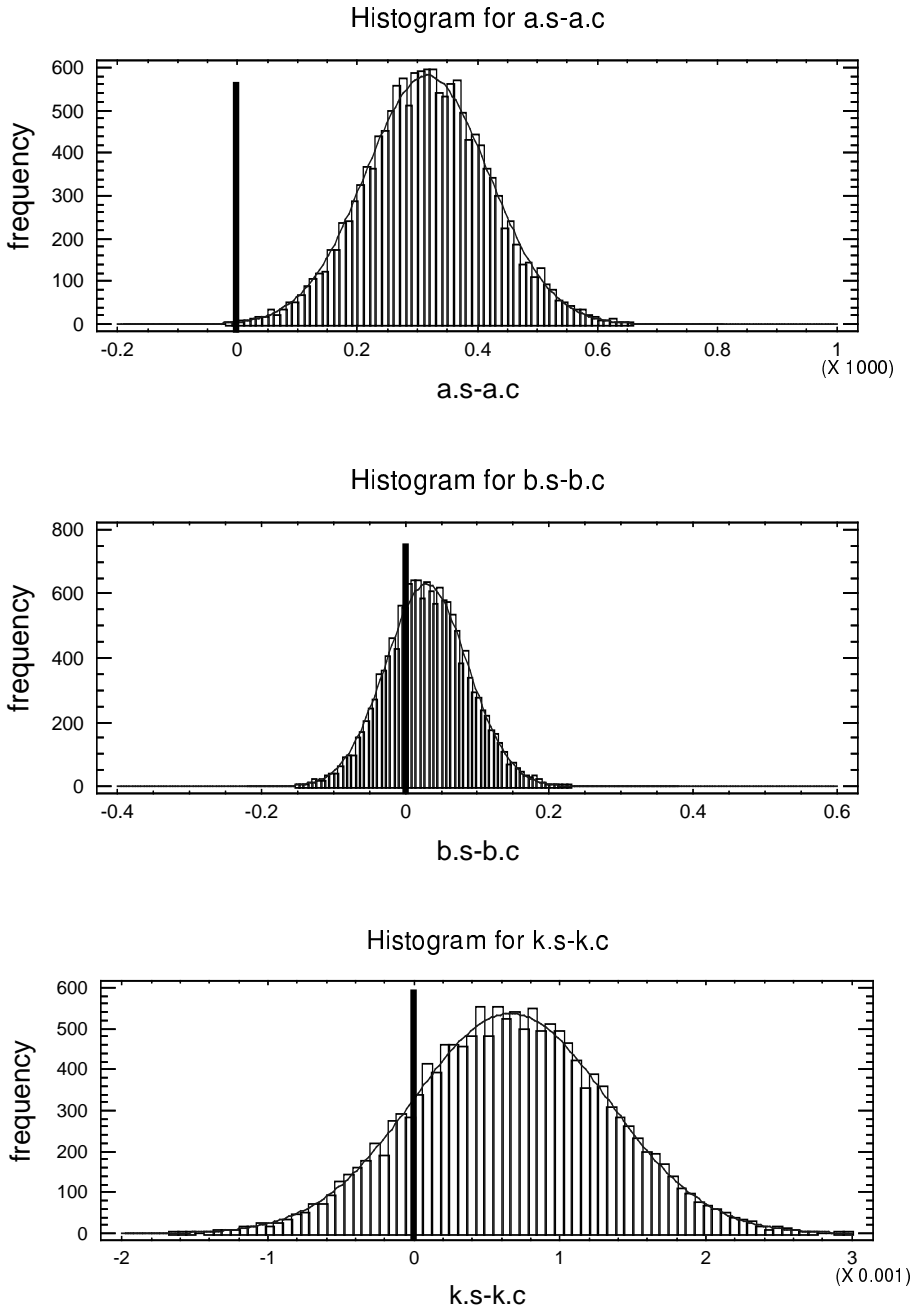 Histogram for a.s-a.c
600
500
400
300
200
100
0
frequency
-0.2 0 0.2 0.4 0.6 0.8 1
(X 1000)
a.s-a.c
Histogram for b.s-b.c
800
600
400
200
0
frequency
-0.4 -0.2 0 0.2 0.4 0.6
b.s-b.c
Histogram for k.s-k.c
600
500
400
300
200
100
0
frequency
-2 -1 0 1 2 3
(X 0.001)
k.s-k.c